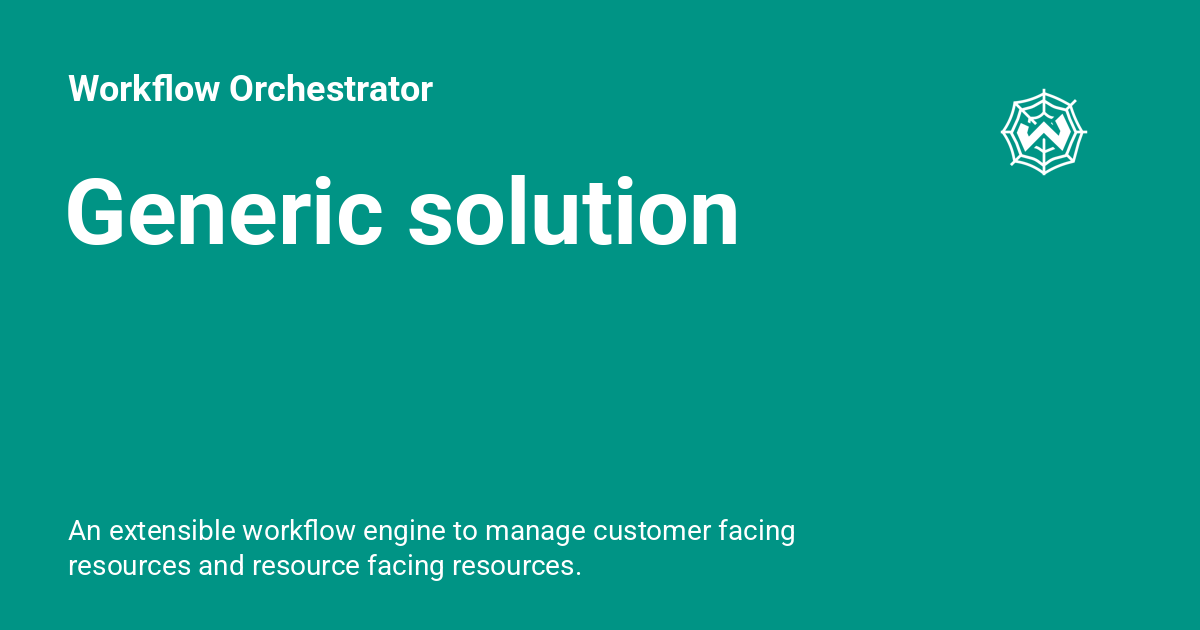 Workflow Orchestrator
W
Generic solution
An extensible workflow engine to manage customer facing
resources and resource facing resources.